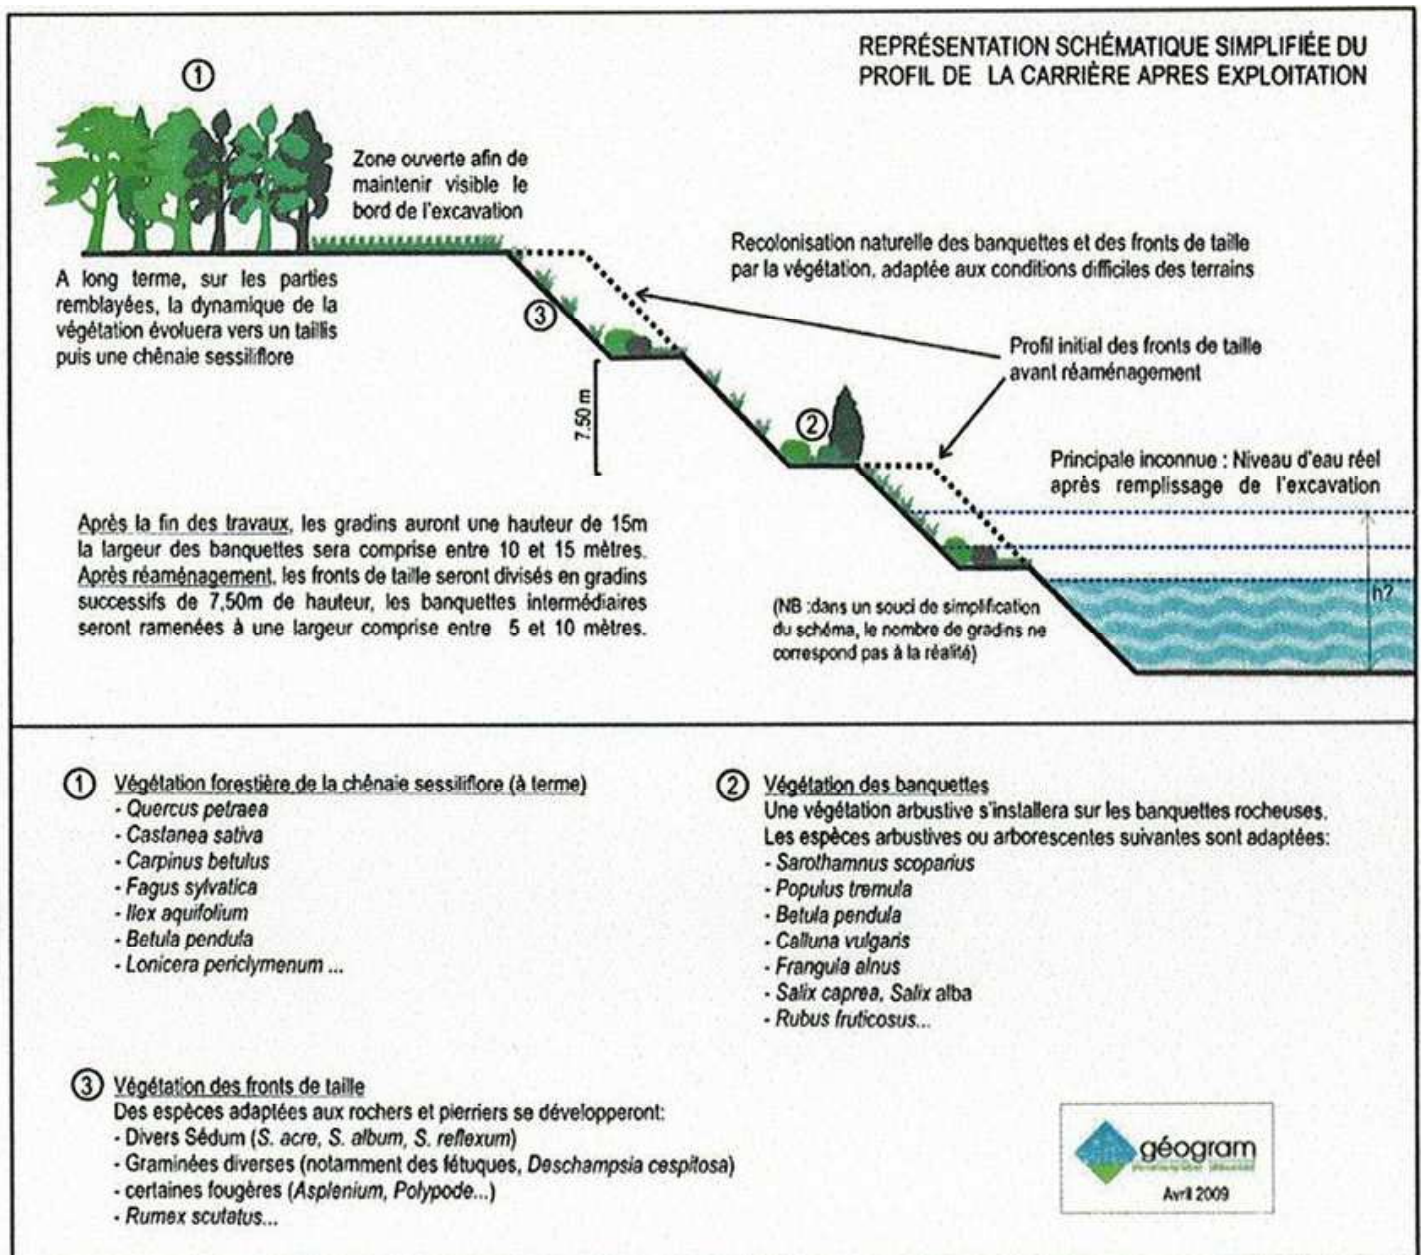 REPRÉSENTATION SCHÉMATIQUE SIMPLIFIÉE DU
PROFIL DE LA CARRIÈRE APRES EXPLOITATION
1
Zone ouverte afin de
maintenir visible le
bord de l'excavation
A long terme, sur les parties
remblayées, la dynamique de la
végétation évoluera vers un taillis
puis une chênaie sessiliflore
3
Recolonisation naturelle des banquettes et des fronts de taille
par la végétation, adaptée aux conditions difficiles des terrains
Profil initial des fronts de taille
avant réaménagement
7.50 m
2
Principale inconnue : Niveau d'eau réel
après remplissage de l'excavation
h?
Après la fin des travaux, les gradins auront une hauteur de 15m
la largeur des banquettes sera comprise entre 10 et 15 mètres.
Après réaménagement, les fronts de taille seront divisés en gradins
successifs de 7,50m de hauteur, les banquettes intermédiaires
seront ramenées à une largeur comprise entre 5 et 10 mètres.
(NB :dans un souci de simplification
du schéma, le nombre de gradins ne
correspond pas à la réalité)
1 Végétation forestière de la chênaie sessiliflore (à terme)
- Quercus petraea
- Castanea sativa
- Carpinus betulus
- Fagus sylvatica
- Ilex aquifolium
- Betula pendula
- Lonicera periclymenum ...
2 Végétation des banquettes
Une végétation arbustive s'installera sur les banquettes rocheuses.
Les espèces arbustives ou arborescentes suivantes sont adaptées:
- Sarothamnus scoparius
- Populus tremula
- Betula pendula
- Calluna vulgaris
- Frangula alnus
- Salix caprea, Salix alba
- Rubus fruticosus...
3 Végétation des fronts de taille
Des espèces adaptées aux rochers et pierriers se développeront:
- Divers Sédum (S. acre, S. album, S. reflexum)
- Graminées diverses (notamment des fétuques, Deschampsia cespitosa)
- certaines fougères (Asplenium, Polypode...)
- Rumex scutatus...
géogram
Avril 2009